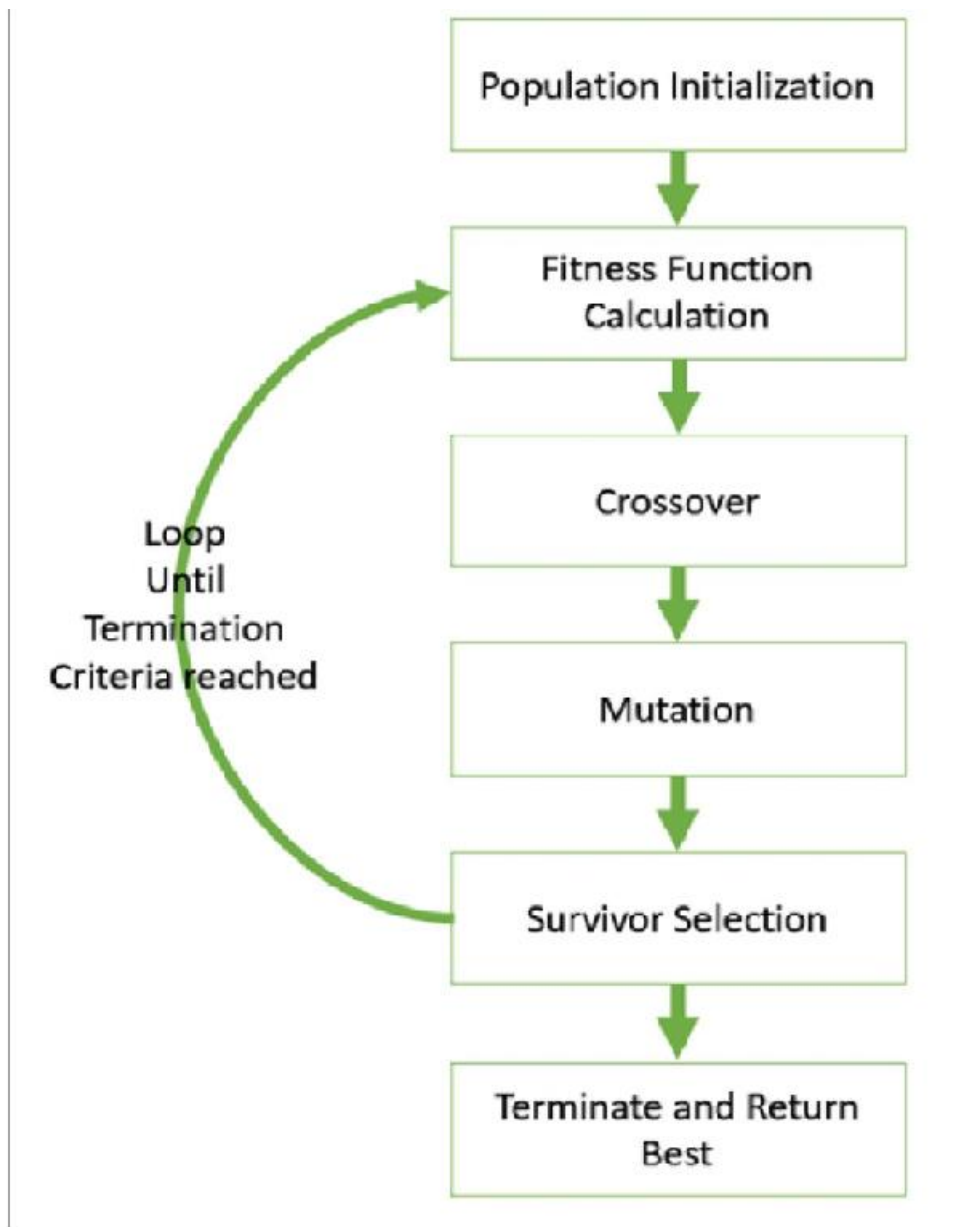 Population Initialization
Fitness Function
Calculation
Crossover
Loop
Until
Termination
Criteria reached
Mutation
Survivor Selection
Terminate and Return
Best